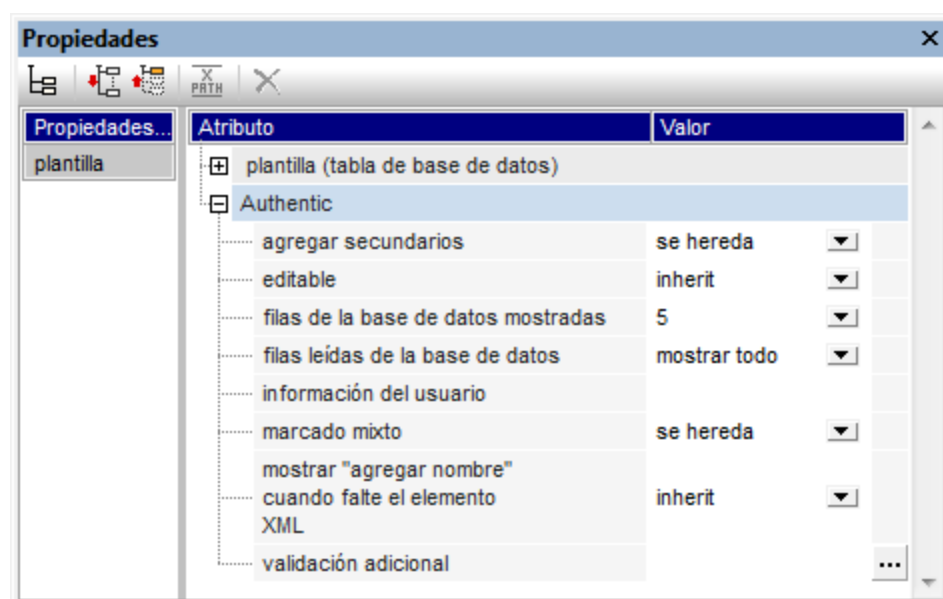 Propiedades
X
PATH
Propiedades... Atributo Valor
plantilla plantilla (tabla de base de datos)
Authentic
agregar secundarios se hereda
editable inherit
filas de la base de datos mostradas 5
filas leídas de la base de datos mostrar todo
información del usuario
marcado mixto se hereda
mostrar "agregar nombre"
cuando falte el elemento inherit
XML
validación adicional ...